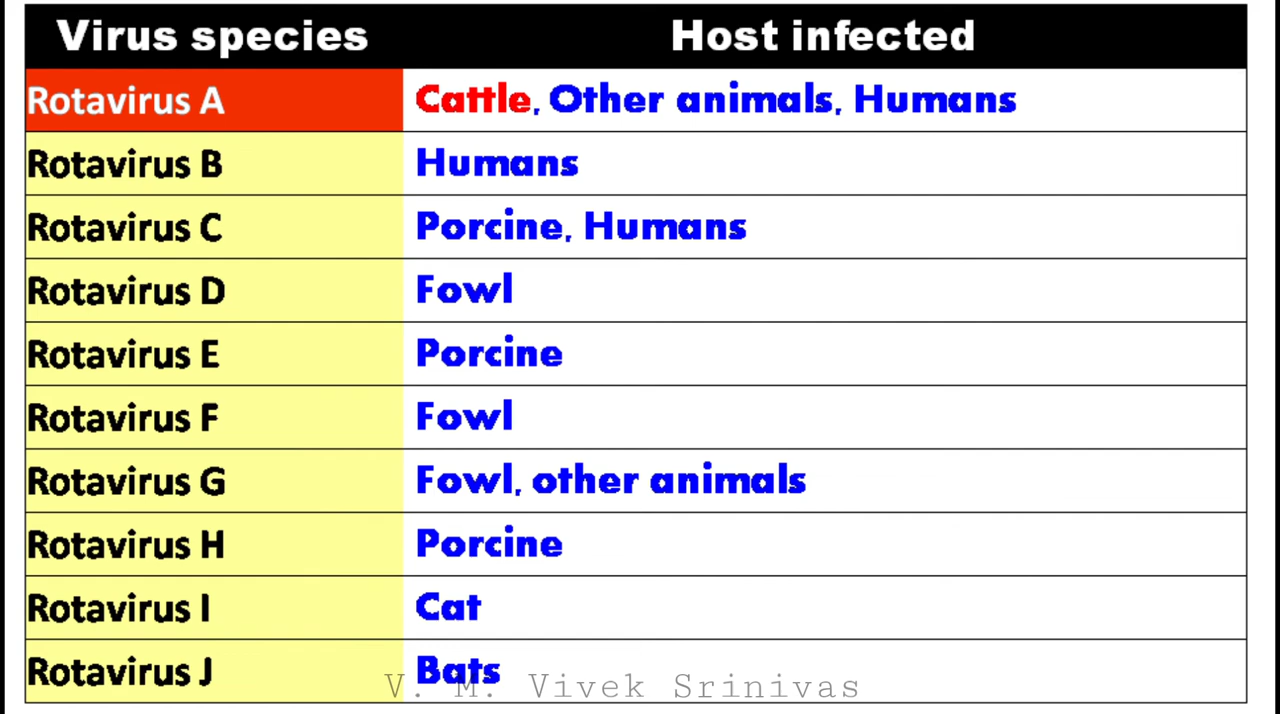 Virus species Host infected
Rotavirus A Cattle, Other animals, Humans
Rotavirus B Humans
Rotavirus C Porcine, Humans
Rotavirus D Fowl
Rotavirus E Porcine
Rotavirus F Fowl
Rotavirus G Fowl, other animals
Rotavirus H Porcine
Rotavirus I Cat
Rotavirus J Bats
V. M. Vivek Srinivas